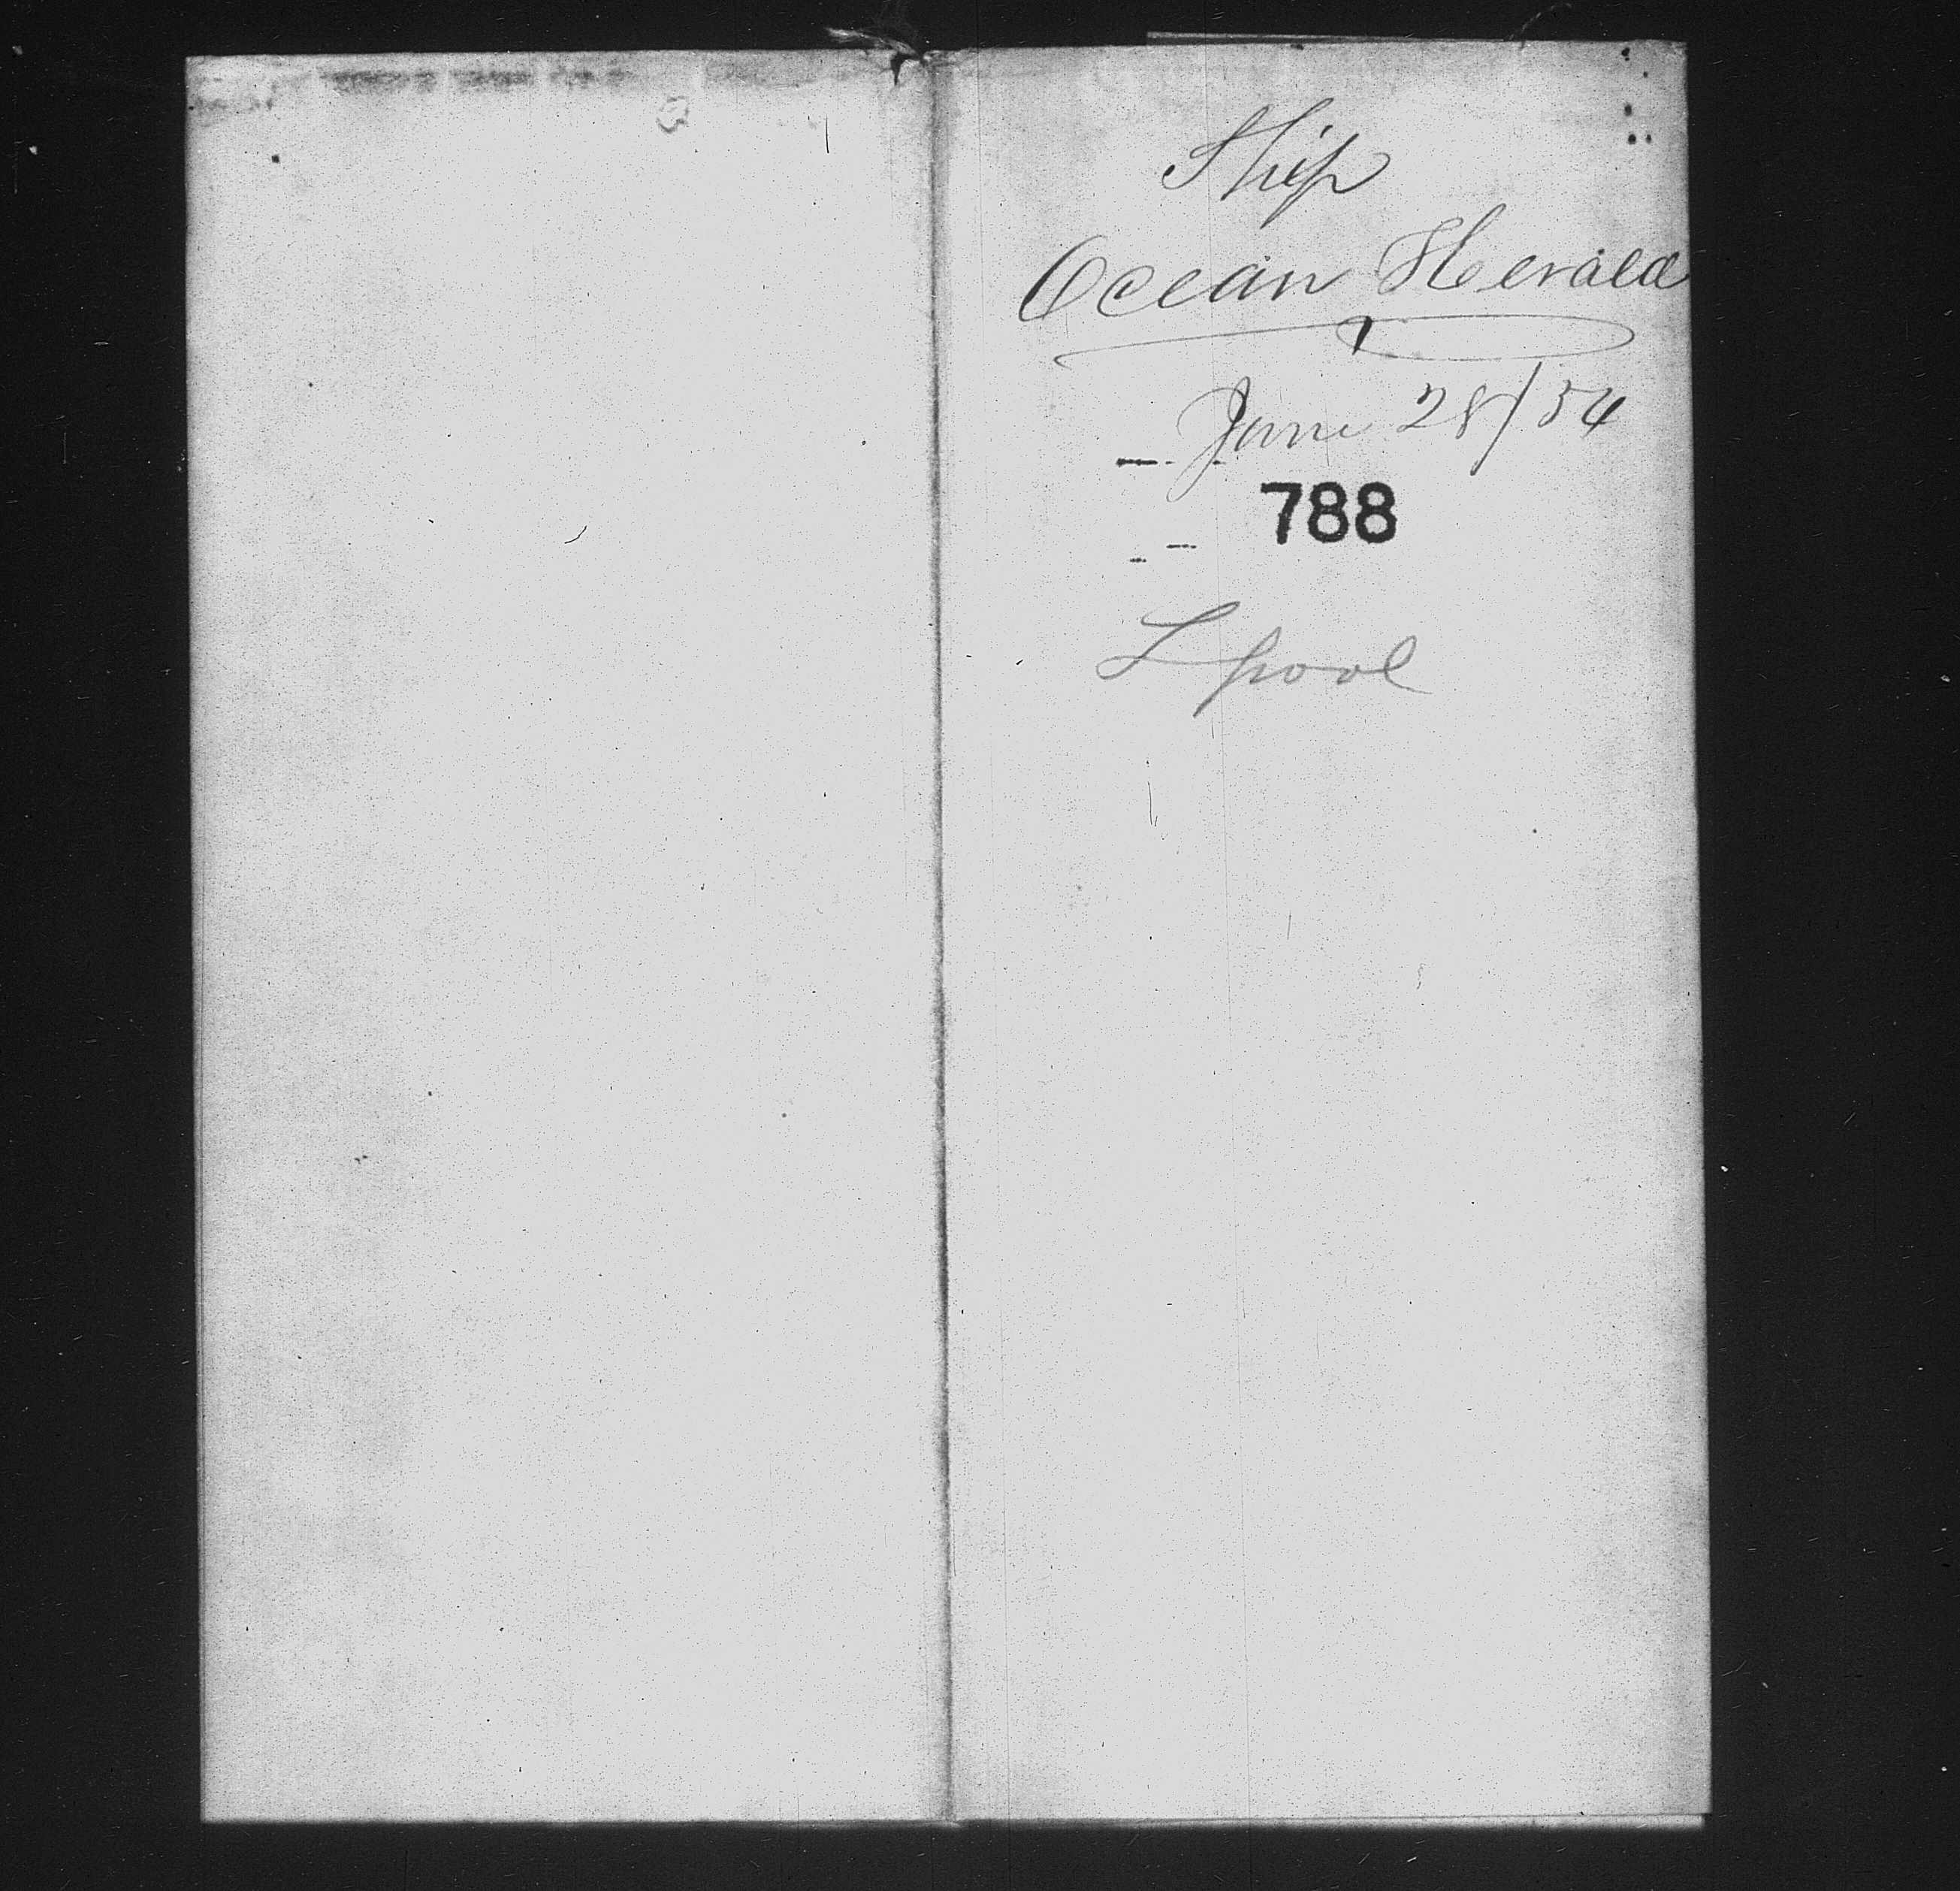 Ship
Ocean Herald
June 28/54
788
L pool